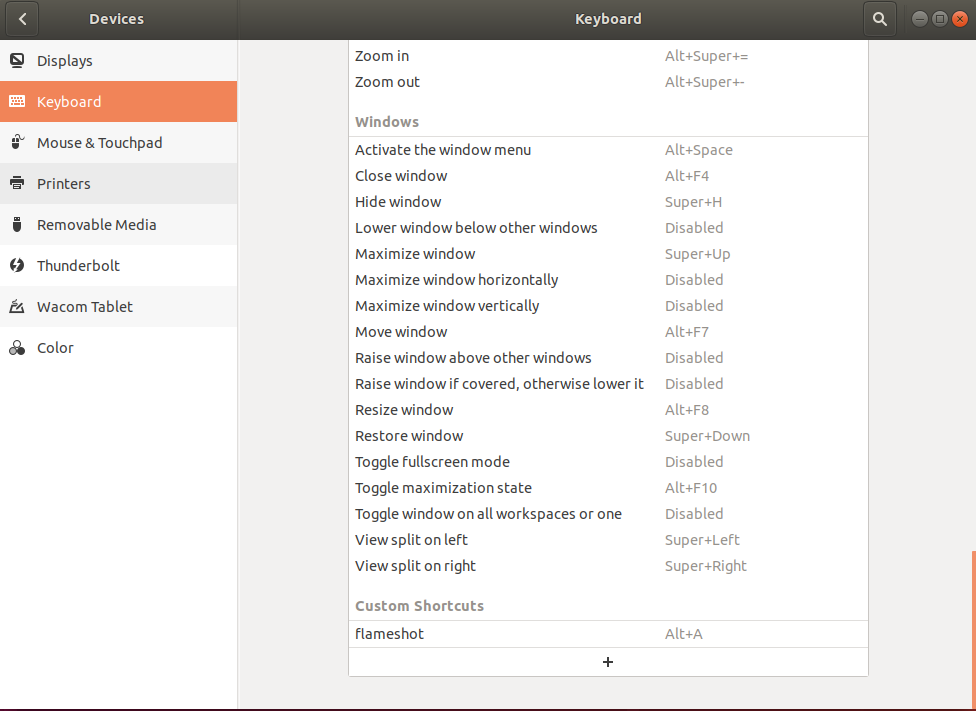 Devices
Keyboard
Displays
Keyboard
Mouse & Touchpad
Printers
Removable Media
Thunderbolt
Wacom Tablet
Color
Zoom in Alt+Super+=
Zoom out Alt+Super+-
Windows
Activate the window menu Alt+Space
Close window Alt+F4
Hide window Super+H
Lower window below other windows Disabled
Maximize window Super+Up
Maximize window horizontally Disabled
Maximize window vertically Disabled
Move window Alt+F7
Raise window above other windows Disabled
Raise window if covered, otherwise lower it Disabled
Resize window Alt+F8
Restore window Super+Down
Toggle fullscreen mode Disabled
Toggle maximization state Alt+F10
Toggle window on all workspaces or one Disabled
View split on left Super+Left
View split on right Super+Right
Custom Shortcuts
flameshot Alt+A
+